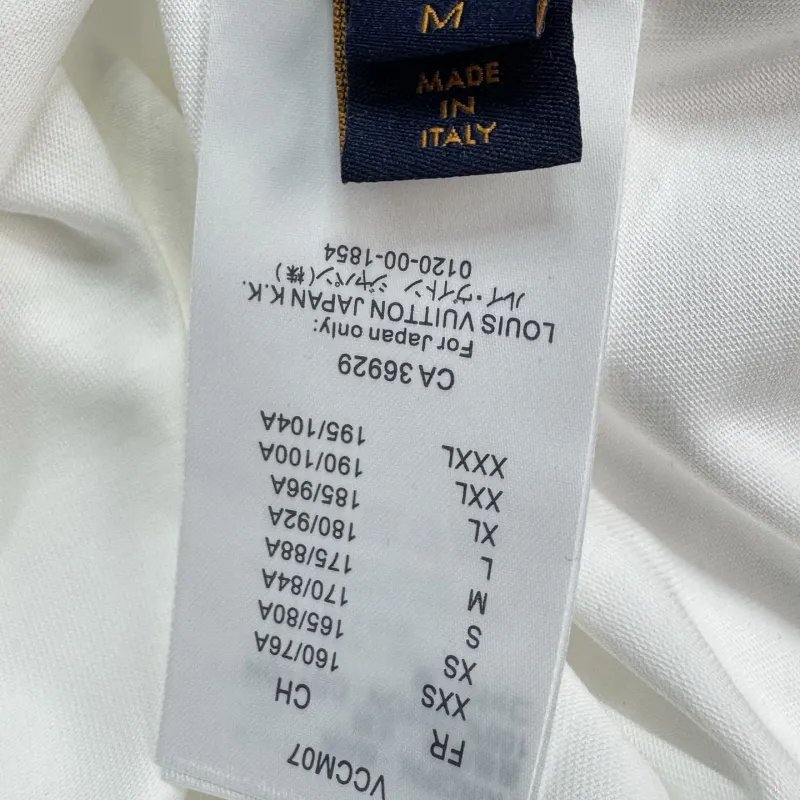 M
MADE
IN
ITALY
VCCM07
FR CH
XXS 160/76A
XS 165/80A
S 170/84A
M 175/88A
L 180/92A
XL 185/96A
XXL 190/100A
XXXL 195/104A
CA 36929
For Japan only:
LOUIS VUITTON JAPAN K.K.
ルイ・ヴィトン ジャパン(株)
0120-00-1854